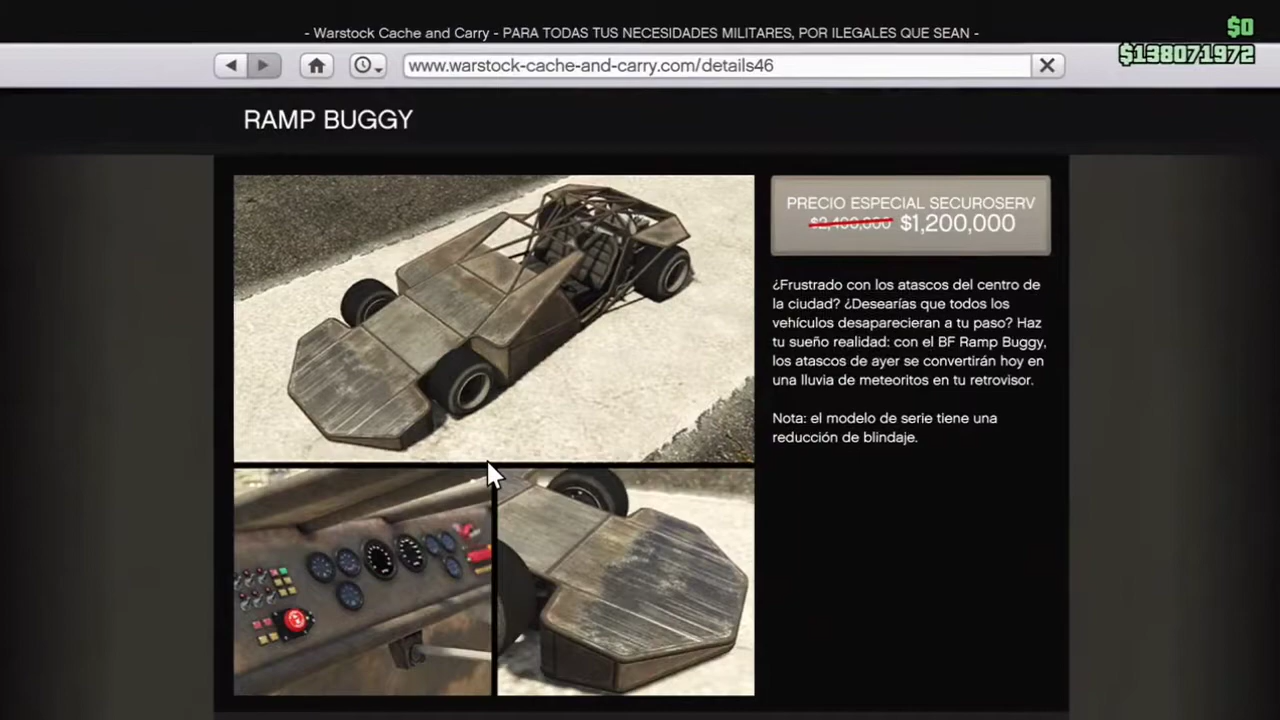 - Warstock Cache and Carry - PARA TODAS TUS NECESIDADES MILITARES, POR ILEGALES QUE SEAN -
$0
$138071972
www.warstock-cache-and-carry.com/details46
RAMP BUGGY
PRECIO ESPECIAL SECUROSERV
$1,200,000
¿Frustrado con los atascos del centro de
la ciudad? ¿Desearías que todos los
vehículos desaparecieran a tu paso? Haz
tu sueño realidad: con el BF Ramp Buggy,
los atascos de ayer se convertirán hoy en
una lluvia de meteoritos en tu retrovisor.
Nota: el modelo de serie tiene una
reducción de blindaje.